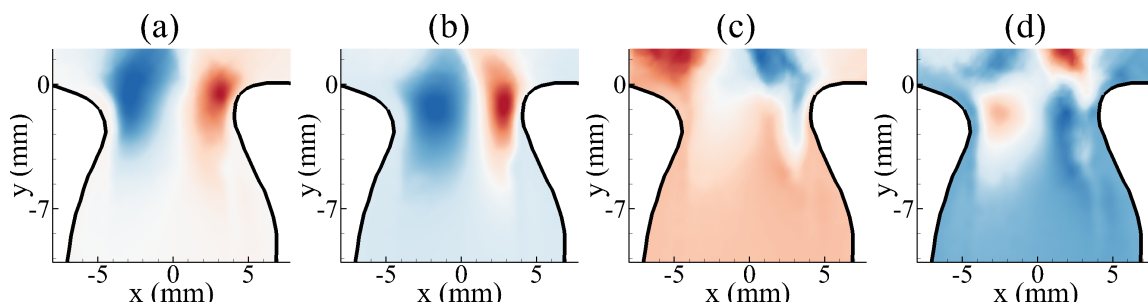 (a) (b) (c) (d)
0 0 0 0
y (mm) y (mm) y (mm) y (mm)
-7 -7 -7 -7
-5 0 5 -5 0 5 -5 0 5 -5 0 5
x (mm) x (mm) x (mm) x (mm)